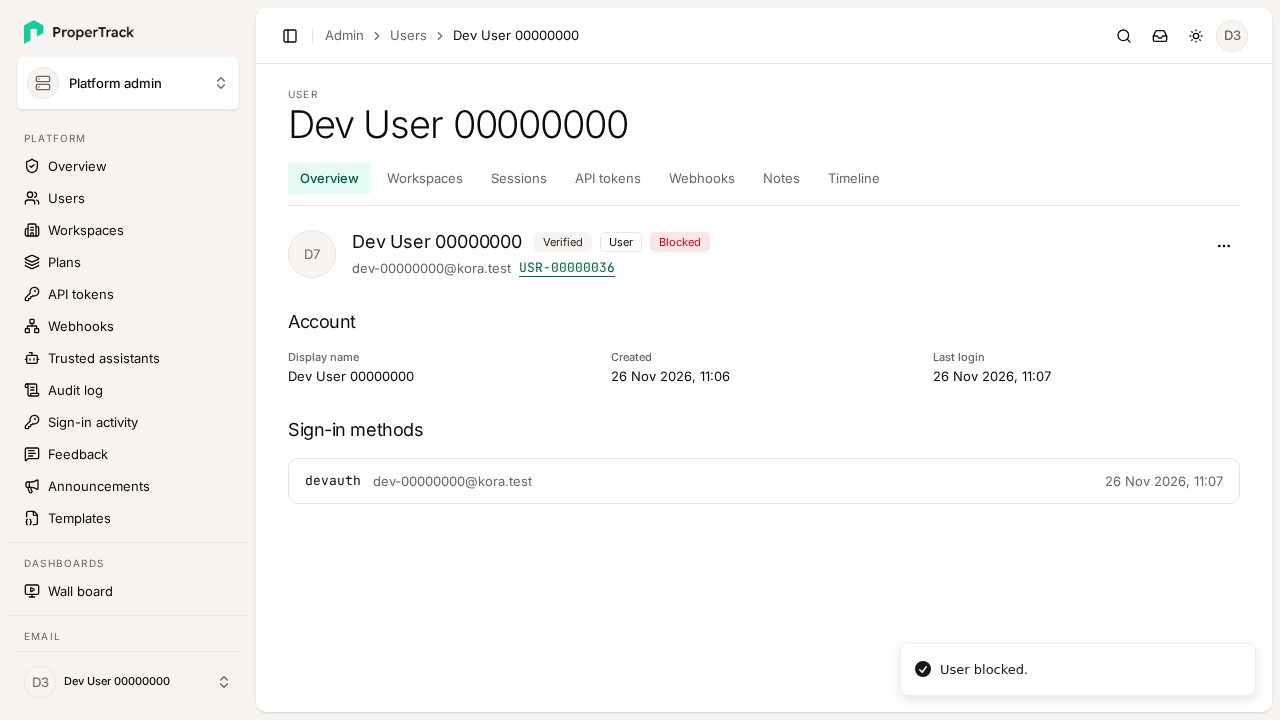 ProperTrack
Platform admin
PLATFORM
Overview
Users
Workspaces
Plans
API tokens
Webhooks
Trusted assistants
Audit log
Sign-in activity
Feedback
Announcements
Templates
DASHBOARDS
Wall board
EMAIL
D3 Dev User 00000000
Admin > Users > Dev User 00000000
D3
USER
Dev User 00000000
Overview Workspaces Sessions API tokens Webhooks Notes Timeline
D7
Dev User 00000000 Verified User Blocked
dev-00000000@kora.test USR-00000036
Account
Display name Created Last login
Dev User 00000000 26 Nov 2026, 11:06 26 Nov 2026, 11:07
Sign-in methods
devauth dev-00000000@kora.test 26 Nov 2026, 11:07
User blocked.